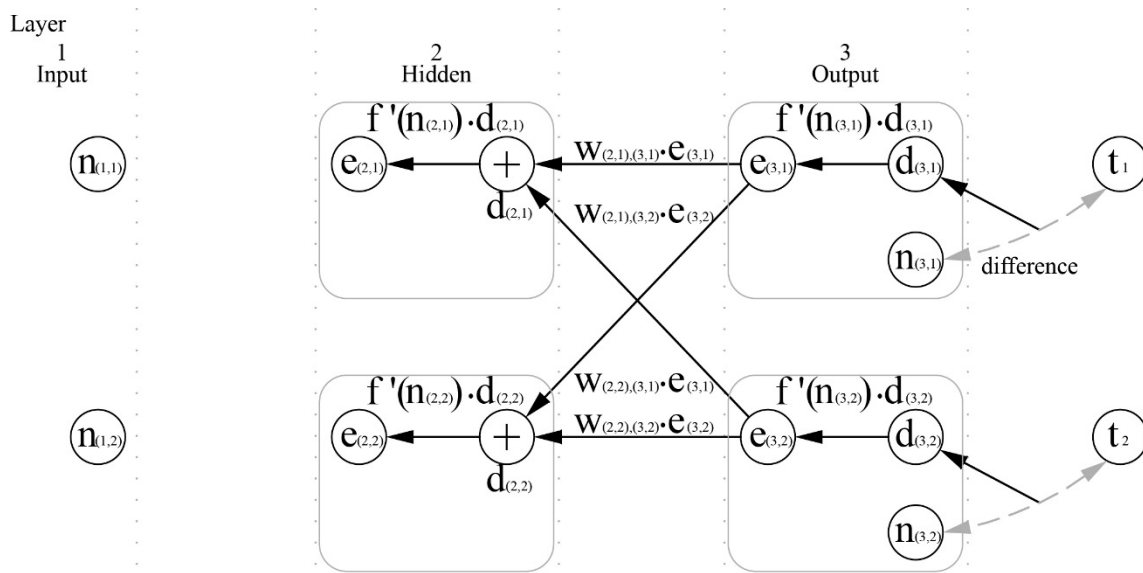 Layer
1 2 3
Input Hidden Output
f '(n(2,1))·d(2,1) f '(n(3,1))·d(3,1)
w(2,1),(3,1)·e(3,1)
n(1,1) e(2,1) + e(3,1) d(3,1) t1
d(2,1)
w(2,1),(3,2)·e(3,2)
n(3,1)
difference
w(2,2),(3,1)·e(3,1)
f '(n(2,2))·d(2,2) f '(n(3,2))·d(3,2)
w(2,2),(3,2)·e(3,2)
n(1,2) e(2,2) + e(3,2) d(3,2) t2
d(2,2)
n(3,2)